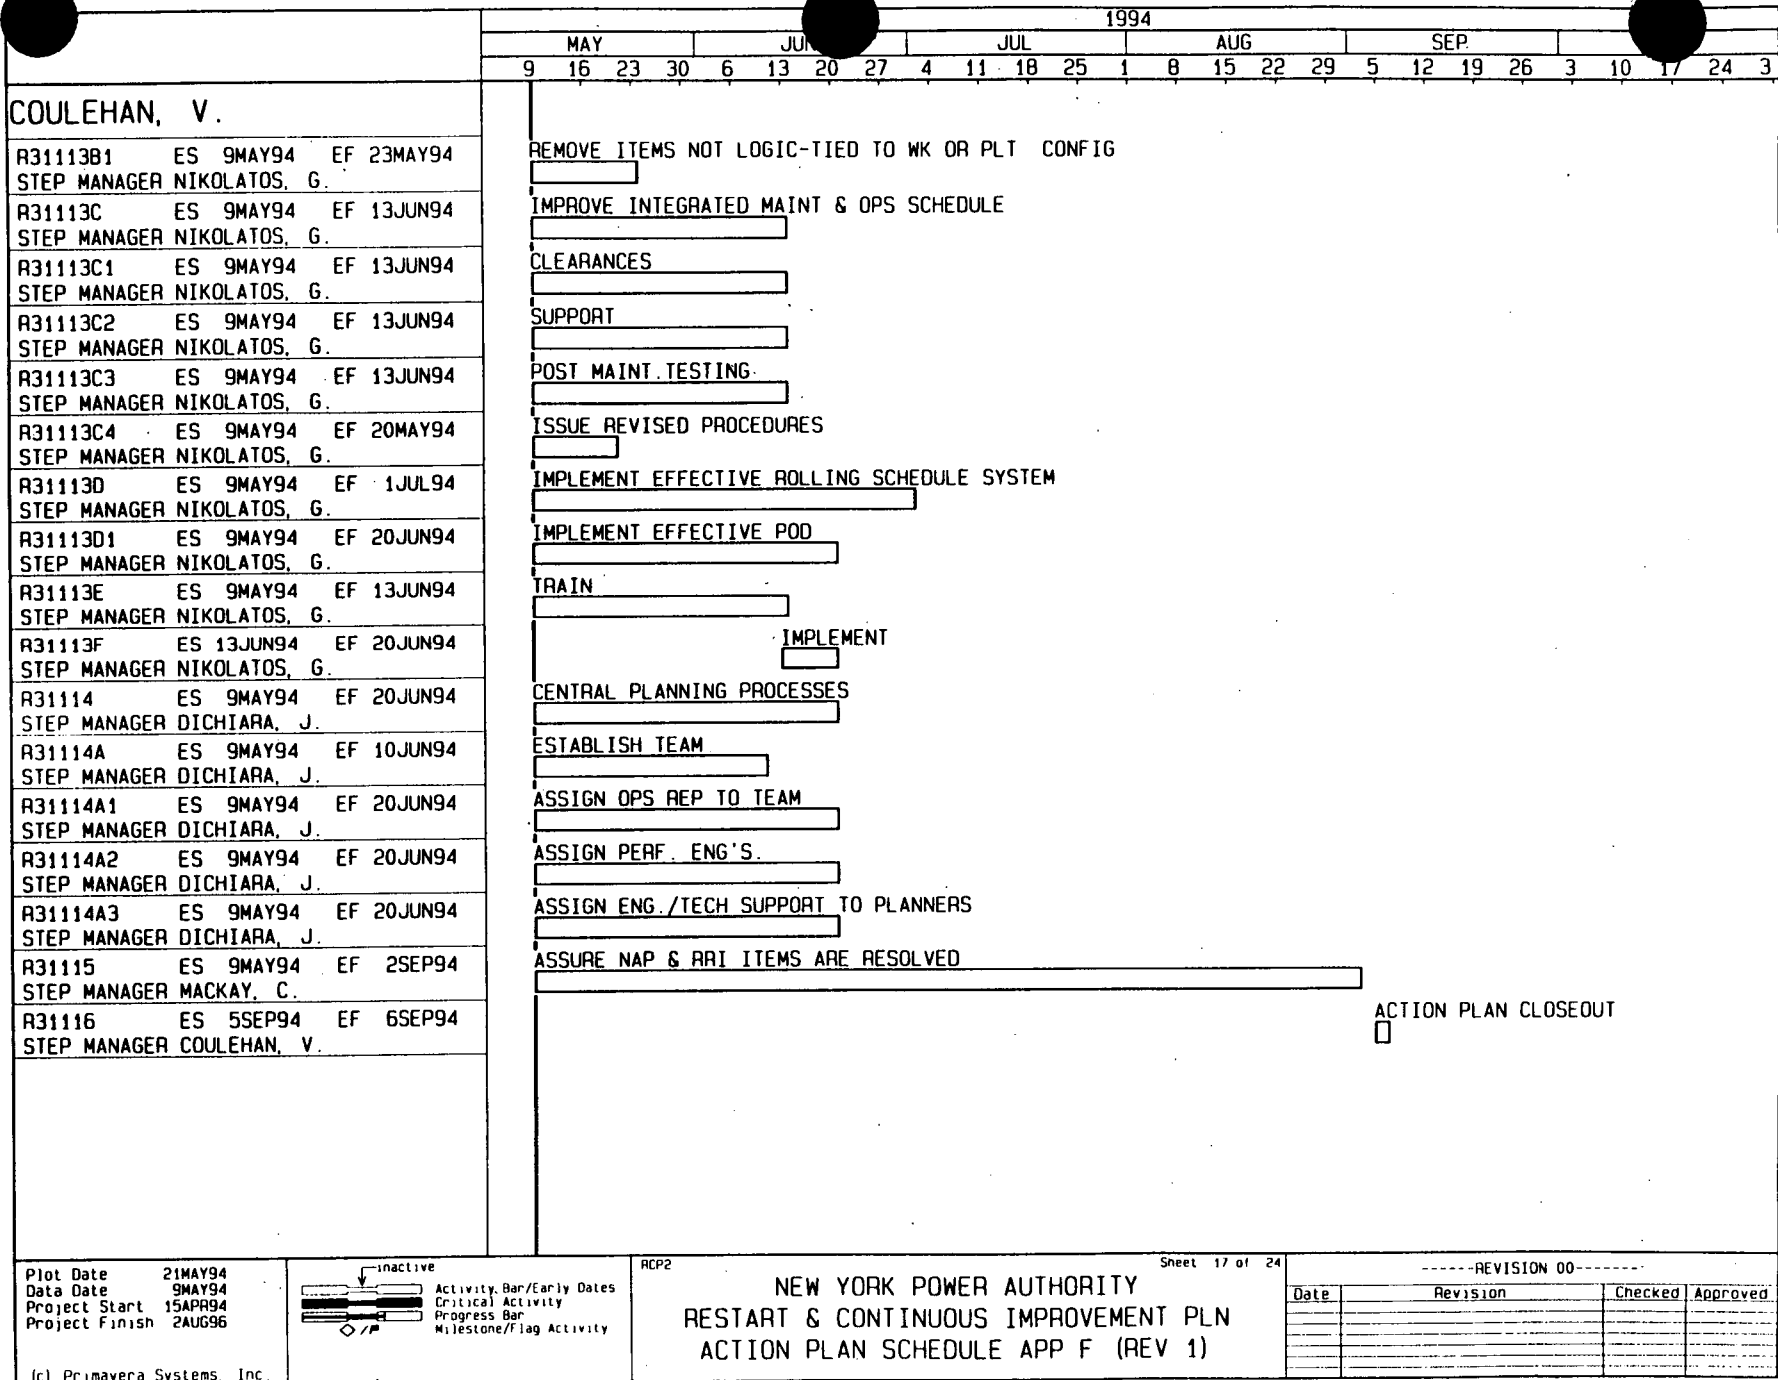 1994
MAY JUL AUG SEP.
9 16 23 30 6 13 20 27 4 11 18 25 1 8 15 22 29 5 12 19 26 3 10 17 24 3
COULEHAN, V.
R31113B1 ES 9MAY94 EF 23MAY94 REMOVE ITEMS NOT LOGIC-TIED TO WK OR PLT CONFIG
STEP MANAGER NIKOLATOS, G.
R31113C ES 9MAY94 EF 13JUN94 IMPROVE INTEGRATED MAINT & OPS SCHEDULE
STEP MANAGER NIKOLATOS, G.
R31113C1 ES 9MAY94 EF 13JUN94 CLEARANCES
STEP MANAGER NIKOLATOS, G.
R31113C2 ES 9MAY94 EF 13JUN94 SUPPORT
STEP MANAGER NIKOLATOS, G.
R31113C3 ES 9MAY94 EF 13JUN94 POST MAINT.TESTING
STEP MANAGER NIKOLATOS, G.
R31113C4 ES 9MAY94 EF 20MAY94 ISSUE REVISED PROCEDURES
STEP MANAGER NIKOLATOS, G.
R31113D ES 9MAY94 EF 1JUL94 IMPLEMENT EFFECTIVE ROLLING SCHEDULE SYSTEM
STEP MANAGER NIKOLATOS, G.
R31113D1 ES 9MAY94 EF 20JUN94 IMPLEMENT EFFECTIVE POD
STEP MANAGER NIKOLATOS, G.
R31113E ES 9MAY94 EF 13JUN94 TRAIN
STEP MANAGER NIKOLATOS, G.
R31113F ES 13JUN94 EF 20JUN94 IMPLEMENT
STEP MANAGER NIKOLATOS, G.
R31114 ES 9MAY94 EF 20JUN94 CENTRAL PLANNING PROCESSES
STEP MANAGER DICHIARA, J.
R31114A ES 9MAY94 EF 10JUN94 ESTABLISH TEAM
STEP MANAGER DICHIARA, J.
R31114A1 ES 9MAY94 EF 20JUN94 ASSIGN OPS REP TO TEAM
STEP MANAGER DICHIARA, J.
R31114A2 ES 9MAY94 EF 20JUN94 ASSIGN PERF. ENG'S.
STEP MANAGER DICHIARA, J.
R31114A3 ES 9MAY94 EF 20JUN94 ASSIGN ENG./TECH SUPPORT TO PLANNERS
STEP MANAGER DICHIARA, J.
R31115 ES 9MAY94 EF 2SEP94 ASSURE NAP & RRI ITEMS ARE RESOLVED
STEP MANAGER MACKAY, C.
R31116 ES 5SEP94 EF 6SEP94 ACTION PLAN CLOSEOUT
STEP MANAGER COULEHAN, V.
Plot Date 21MAY94
Data Date 9MAY94
Project Start 15APR94
Project Finish 2AUG96
(c) Primavera Systems, Inc.
inactive
Activity Bar/Early Dates
Critical Activity
Progress Bar
Milestone/Flag Activity
RCP2 Sheet 17 of 24
NEW YORK POWER AUTHORITY
RESTART & CONTINUOUS IMPROVEMENT PLN
ACTION PLAN SCHEDULE APP F (REV 1)
------REVISION 00-------
Date Revision Checked Approved